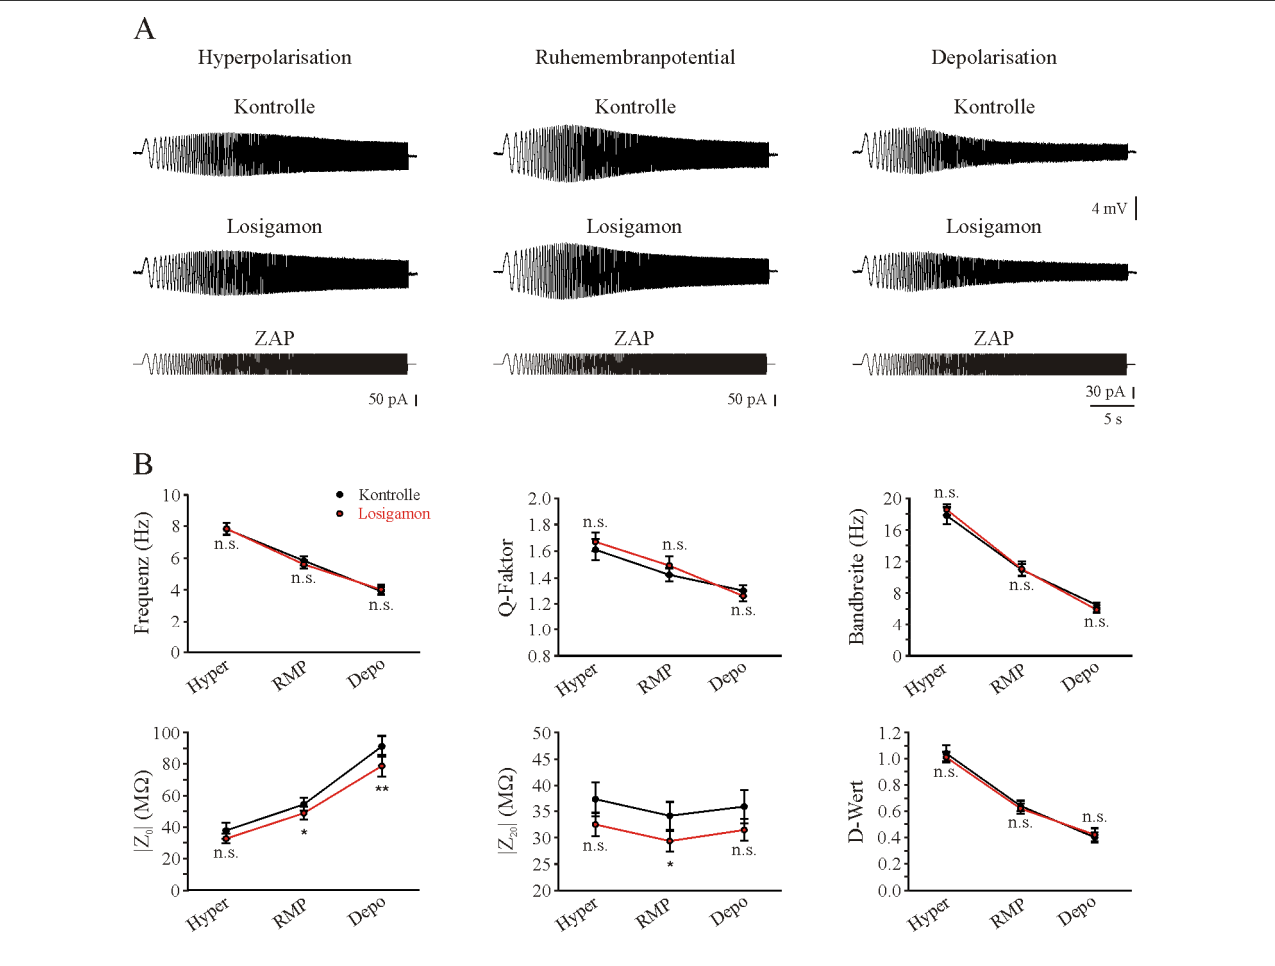 A
Hyperpolarisation
Ruhemembranpotential
Depolarisation
Kontrolle
Kontrolle
Kontrolle
4 mV
Losigamon
Losigamon
Losigamon
ZAP
ZAP
ZAP
50 pA
50 pA
30 pA
5 s
B
Frequenz (Hz)
10
8
6
4
2
0
Kontrolle
Losigamon
n.s.
n.s.
n.s.
Hyper
RMP
Depo
Q-Faktor
2.0
1.8
1.6
1.4
1.2
1.0
0.8
n.s.
n.s.
n.s.
Hyper
RMP
Depo
Bandbreite (Hz)
20
16
12
8
4
0
n.s.
n.s.
n.s.
Hyper
RMP
Depo
|Z₀| (MΩ)
100
80
60
40
20
0
n.s.
*
**
Hyper
RMP
Depo
|Z₂₀| (MΩ)
50
45
40
35
30
25
20
n.s.
*
n.s.
Hyper
RMP
Depo
D-Wert
1.2
1.0
0.8
0.6
0.4
0.2
0.0
n.s.
n.s.
n.s.
Hyper
RMP
Depo